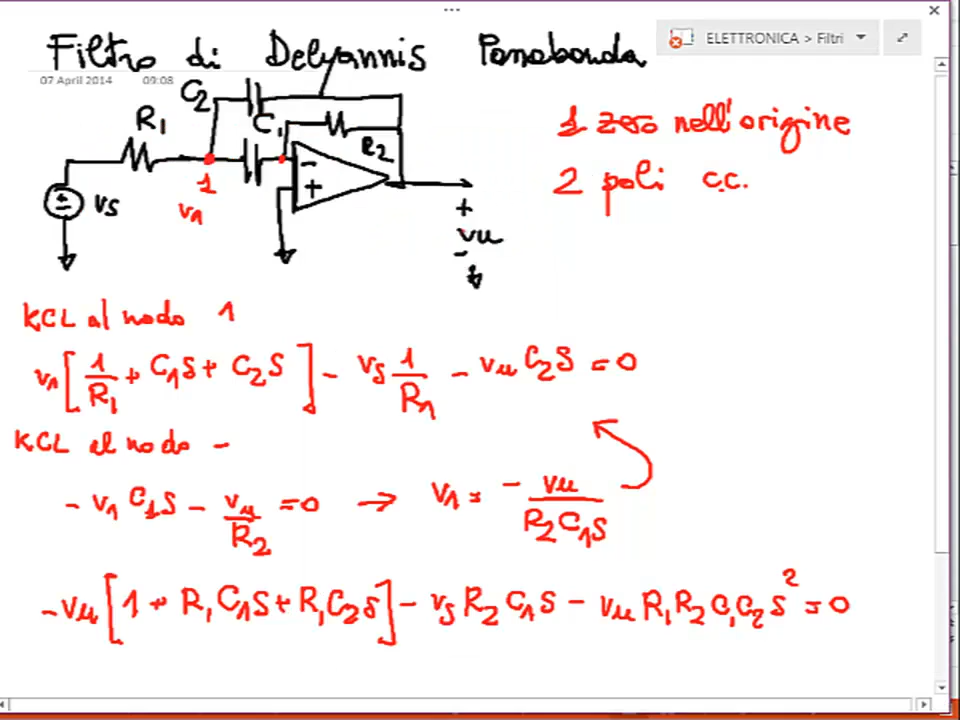 ELETTRONICA > Filtri
Filtro di Delyannis Passabanda
07 April 2014 09:08
C2
R1
C1
R2
1 zero nell'origine
2 poli c.c.
vs
1
v1
-
+
+
vu
-
KCL al nodo 1
v1 [ 1/R1 + C1S + C2S ] - vs 1/R1 - vu C2S = 0
KCL al nodo -
- v1 C1S - vu/R2 = 0 → v1 = - vu/R2C1S
-vu [ 1 + R1C1S + R1C2S ] - vs R2 C1S - vu R1R2C1C2 S² = 0